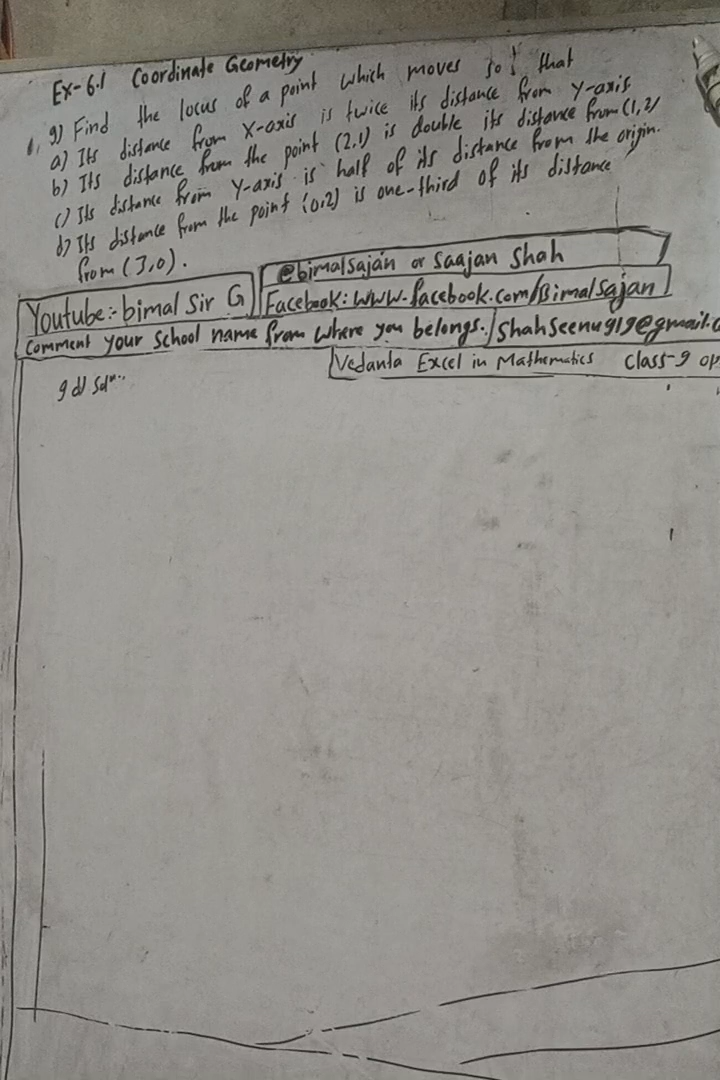 Ex-6.1 Coordinate Geometry
9) Find the locus of a point which moves so that
a) Its distance from X-axis is twice its distance from Y-axis
b) Its distance from the point (2,1) is double its distance from (1,2)
c) Its distance from Y-axis is half of its distance from the origin.
d) Its distance from the point (0,2) is one-third of its distance
from (3,0).
@bimalsajan or Saajan Shah
Youtube:- bimal Sir G
Facebook: www.facebook.com/Bimalsajan
Comment your School name from where you belongs.
Shahseenu919@gmail.c
Vedanta Excel in Mathematics Class-9 op
9 d) Solⁿ:-